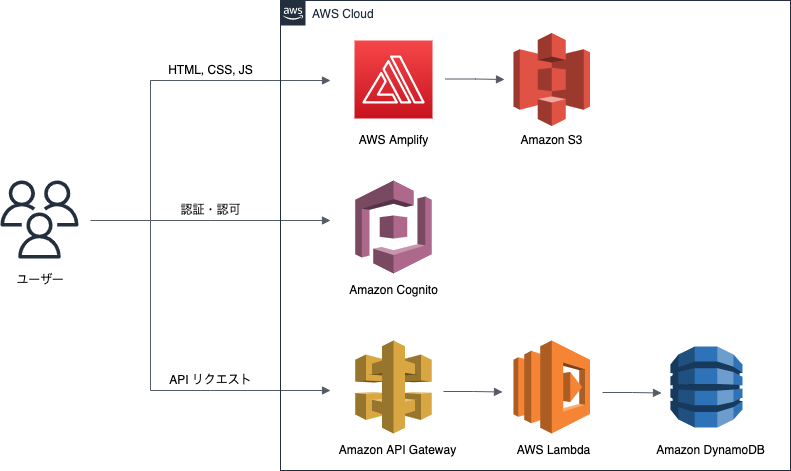 aws
AWS Cloud
HTML, CSS, JS
AWS Amplify
Amazon S3
認証・認可
ユーザー
Amazon Cognito
API リクエスト
Amazon API Gateway
AWS Lambda
Amazon DynamoDB